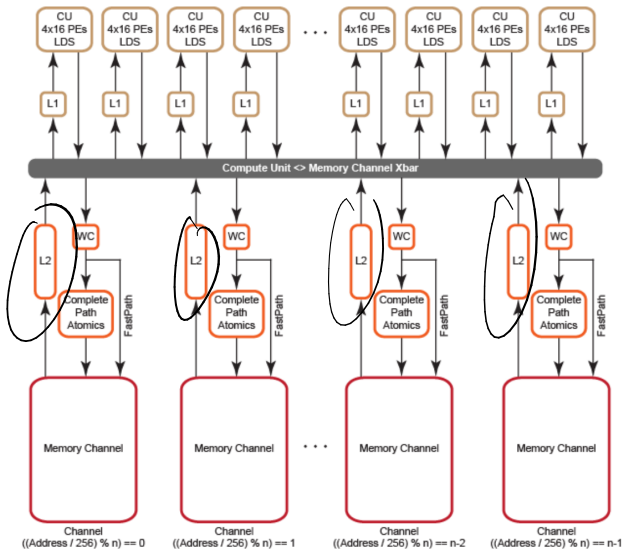 CU CU CU CU CU CU CU CU
4x16 PEs 4x16 PEs 4x16 PEs 4x16 PEs . . . 4x16 PEs 4x16 PEs 4x16 PEs 4x16 PEs
LDS LDS LDS LDS LDS LDS LDS LDS
L1 L1 L1 L1 L1 L1 L1 L1
Compute Unit <> Memory Channel Xbar
WC WC WC WC
L2 L2 L2 L2
Complete Path Atomics FastPath Complete Path Atomics FastPath Complete Path Atomics FastPath Complete Path Atomics FastPath
Memory Channel Memory Channel . . . Memory Channel Memory Channel
Channel Channel Channel Channel
((Address / 256) % n) == 0 ((Address / 256) % n) == 1 ((Address / 256) % n) == n-2 ((Address / 256) % n) == n-1